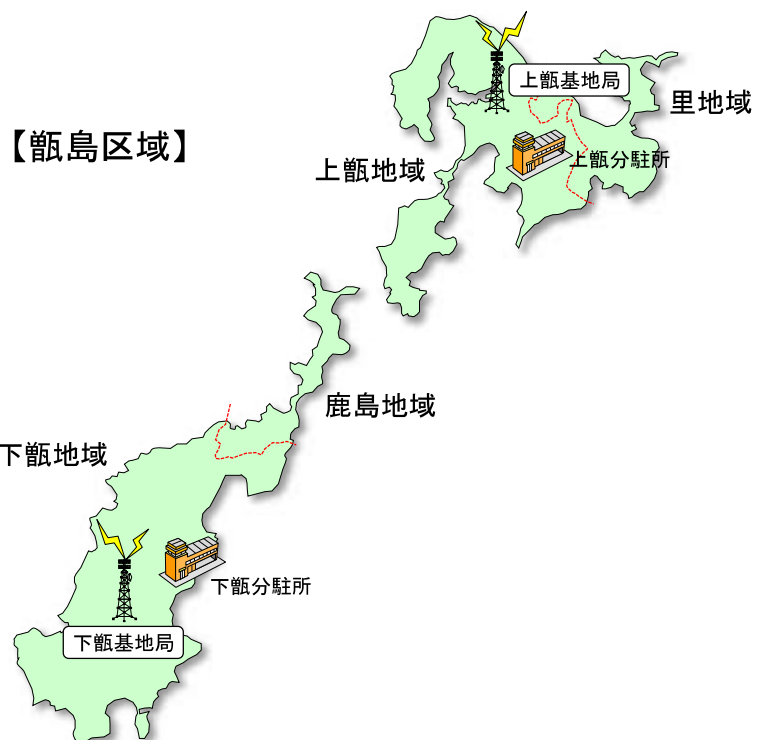 上甑基地局
里地域
【甑島区域】
上甑地域
上甑分駐所
鹿島地域
下甑地域
下甑分駐所
下甑基地局